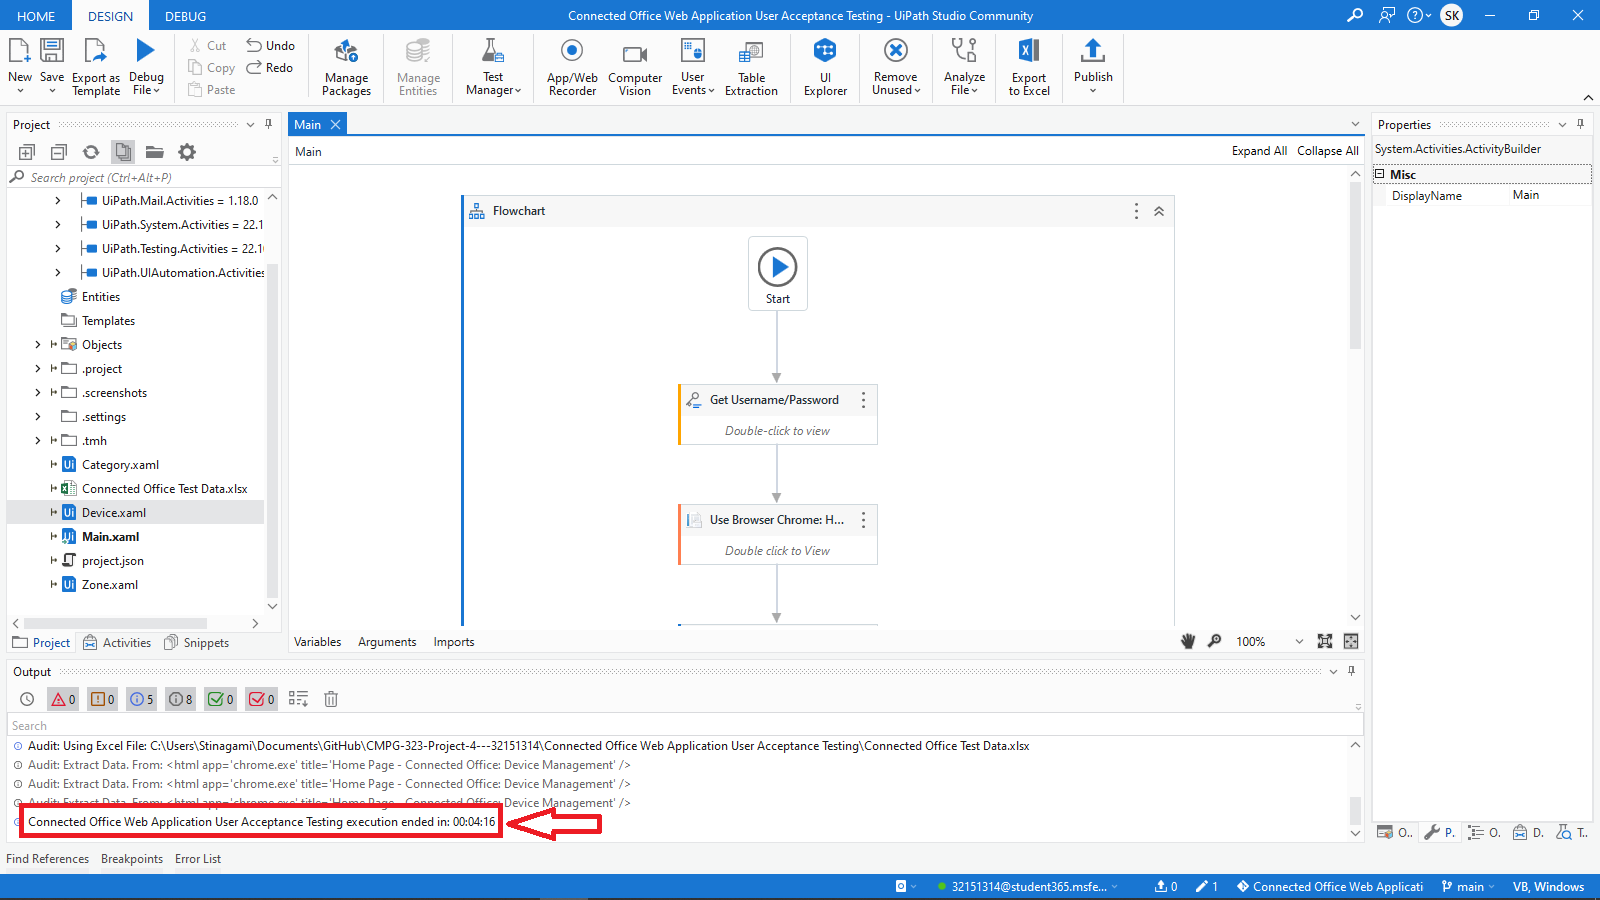 HOME DESIGN DEBUG Connected Office Web Application User Acceptance Testing - UiPath Studio Community SK
New Save Export as Template Debug File Cut Copy Paste Undo Redo Manage Packages Manage Entities Test Manager App/Web Recorder Computer Vision User Events Table Extraction UI Explorer Remove Unused Analyze File Export to Excel Publish
Project
Search project (Ctrl+Alt+P)
UiPath.Mail.Activities = 1.18.0
UiPath.System.Activities = 22.1
UiPath.Testing.Activities = 22.1
UiPath.UIAutomation.Activities
Entities
Templates
Objects
.project
.screenshots
.settings
.tmh
Category.xaml
Connected Office Test Data.xlsx
Device.xaml
Main.xaml
project.json
Zone.xaml
Project Activities Snippets
Main
Main Expand All Collapse All
Flowchart
Start
Get Username/Password
Double-click to view
Use Browser Chrome: H...
Double click to View
Variables Arguments Imports 100%
Properties
System.Activities.ActivityBuilder
Misc
DisplayName Main
O.. P. O. D. T..
Output
0 0 5 8 0 0
Search
Audit: Using Excel File: C:\Users\Stinagami\Documents\GitHub\CMPG-323-Project-4---32151314\Connected Office Web Application User Acceptance Testing\Connected Office Test Data.xlsx
Audit: Extract Data. From: <html app='chrome.exe' title='Home Page - Connected Office: Device Management' />
Audit: Extract Data. From: <html app='chrome.exe' title='Home Page - Connected Office: Device Management' />
Audit: Extract Data. From: <html app='chrome.exe' title='Home Page - Connected Office: Device Management' />
Connected Office Web Application User Acceptance Testing execution ended in: 00:04:16
Find References Breakpoints Error List
32151314@student365.msfe... 0 1 Connected Office Web Applicati main VB, Windows